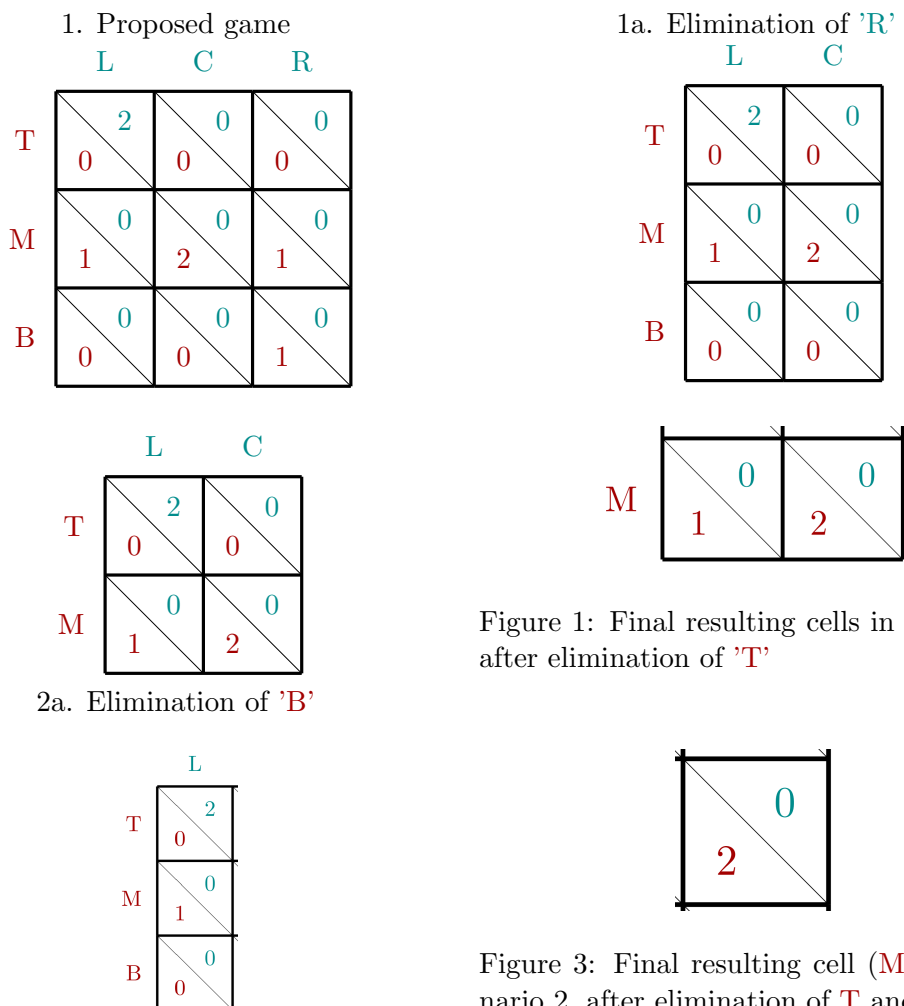 1. Proposed game
L C R
T 2 0 0
0 0 0
M 0 0 0
1 2 1
B 0 0 0
0 0 1
1a. Elimination of 'R'
L C
T 2 0
0 0
M 0 0
1 2
B 0 0
0 0
L C
T 2 0
0 0
M 0 0
1 2
2a. Elimination of 'B'
M 0 0
1 2
Figure 1: Final resulting cells in
after elimination of 'T'
L
T 2
0
M 0
1
B 0
0
0
2
Figure 3: Final resulting cell (M
nario 2, after elimination of T and